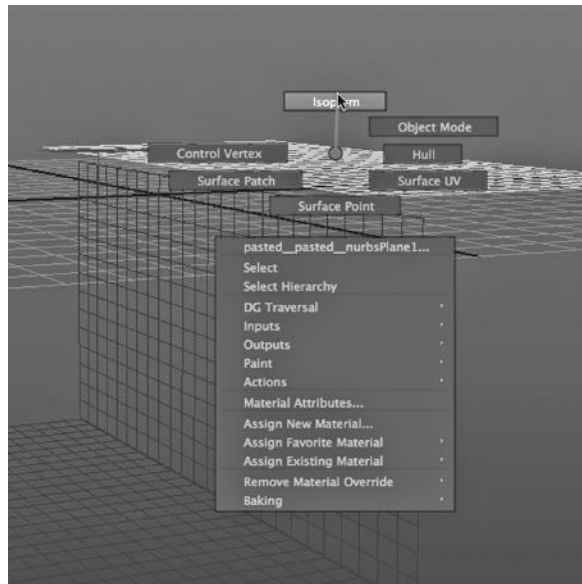 Isoparm
Object Mode
Control Vertex
Hull
Surface Patch
Surface UV
Surface Point
pasted__pasted__nurbsPlane1...
Select
Select Hierarchy
DG Traversal
Inputs
Outputs
Paint
Actions
Material Attributes...
Assign New Material...
Assign Favorite Material
Assign Existing Material
Remove Material Override
Baking